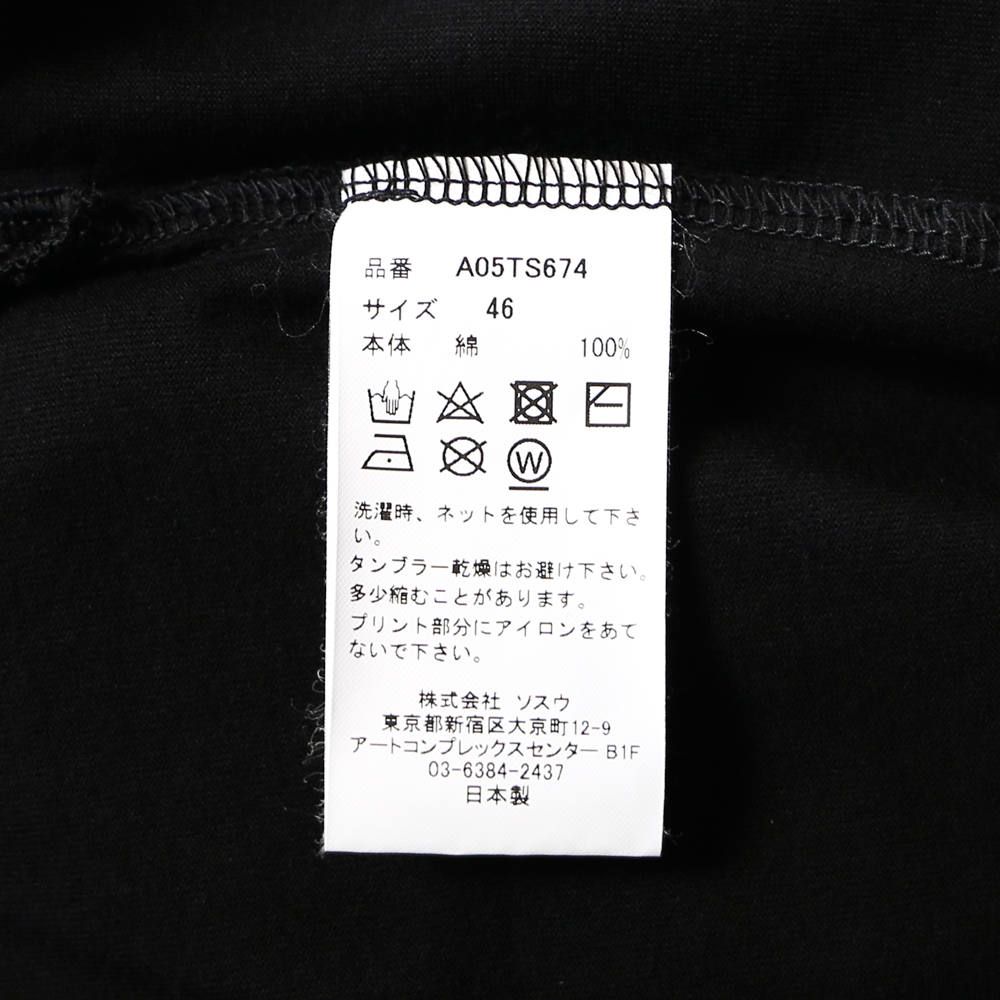 品番 A05TS674
サイズ 46
本体 綿 100%
W
洗濯時、ネットを使用して下さ
い。
タンブラー乾燥はお避け下さい。
多少縮むことがあります。
プリント部分にアイロンをあて
ないで下さい。
株式会社 ソスウ
東京都新宿区大京町12-9
アートコンプレックスセンター B1F
03-6384-2437
日本製